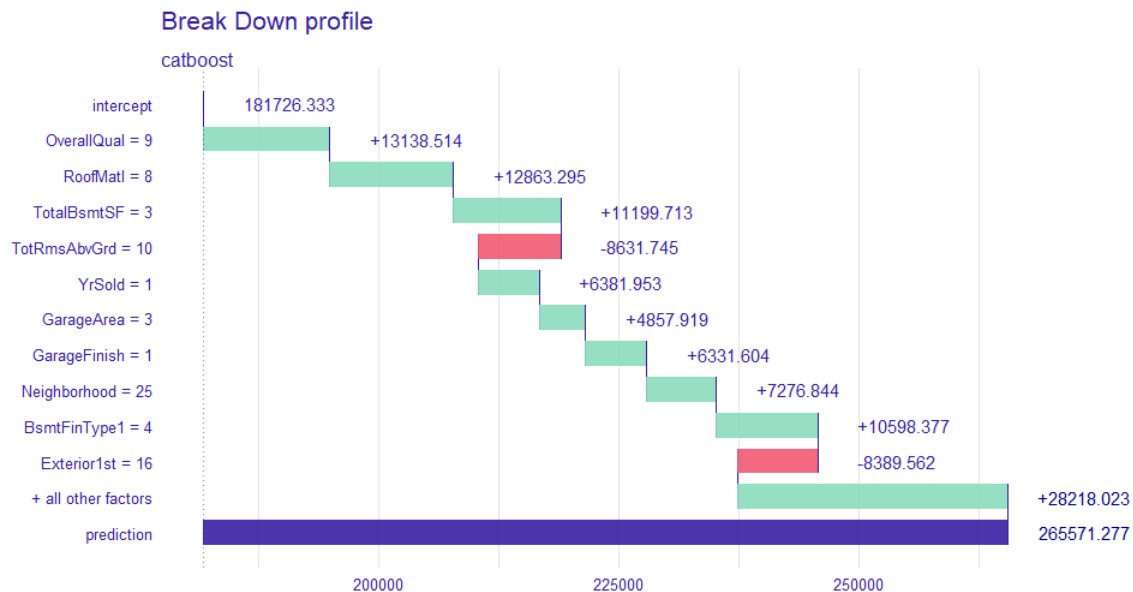 Break Down profile
catboost
intercept 181726.333
OverallQual = 9 +13138.514
RoofMatl = 8 +12863.295
TotalBsmtSF = 3 +11199.713
TotRmsAbvGrd = 10 -8631.745
YrSold = 1 +6381.953
GarageArea = 3 +4857.919
GarageFinish = 1 +6331.604
Neighborhood = 25 +7276.844
BsmtFinType1 = 4 +10598.377
Exterior1st = 16 -8389.562
+ all other factors +28218.023
prediction 265571.277
200000 225000 250000